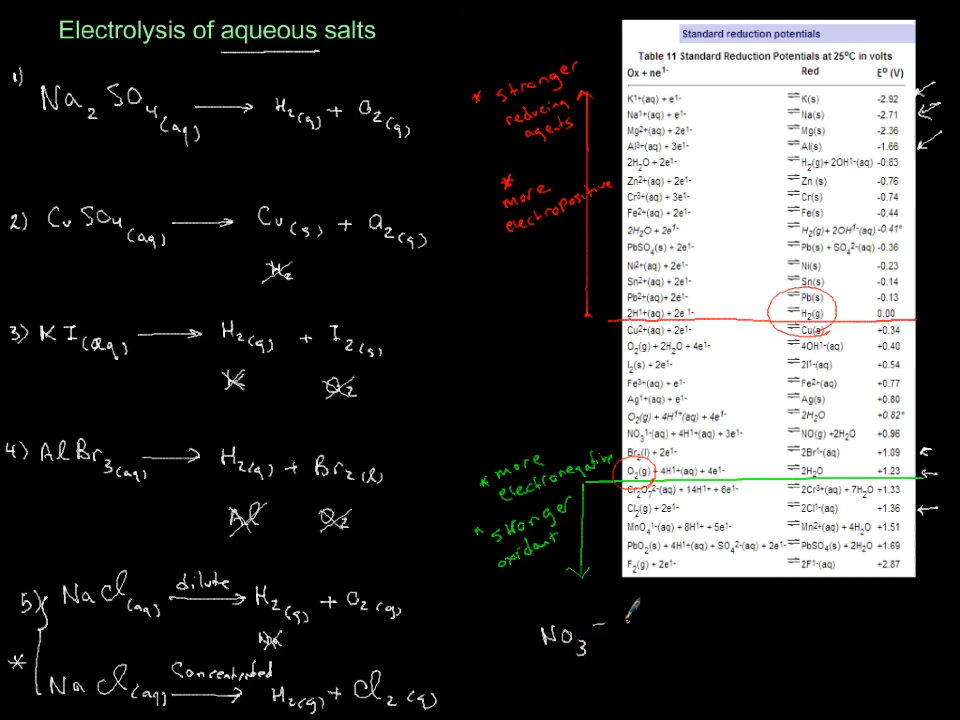 Electrolysis of aqueous salts
1) Na2SO4(aq) → H2(g) + O2(g)
2) CuSO4(aq) → Cu(s) + O2(g)
H2
3) KI(aq) → H2(g) + I2(s)
K O2
4) AlBr3(aq) → H2(g) + Br2(l)
Al O2
5) NaCl(aq) dilute → H2(g) + O2(g)
Na
* NaCl(aq) Concentrated → H2(g) + Cl2(g)
* stronger
reducing
agents
*
more
electropositive
* more
electronegative
* stronger
oxidant
NO3 -
Standard reduction potentials
Table 11 Standard Reduction Potentials at 25°C in volts
Ox + ne1- Red E° (V)
K1+(aq) + e1- ⇌ K(s) -2.92
Na1+(aq) + e1- ⇌ Na(s) -2.71
Mg2+(aq) + 2e1- ⇌ Mg(s) -2.36
Al3+(aq) + 3e1- ⇌ Al(s) -1.66
2H2O + 2e1- ⇌ H2(g)+ 2OH1-(aq) -0.83
Zn2+(aq) + 2e1- ⇌ Zn (s) -0.76
Cr3+(aq) + 3e1- ⇌ Cr(s) -0.74
Fe2+(aq) + 2e1- ⇌ Fe(s) -0.44
2H2O + 2e1- ⇌ H2(g) + 2OH1-(aq) -0.41*
PbSO4(s) + 2e1- ⇌ Pb(s) + SO42-(aq) -0.36
Ni2+(aq) + 2e1- ⇌ Ni(s) -0.23
Sn2+(aq) + 2e1- ⇌ Sn(s) -0.14
Pb2+(aq)+ 2e1- ⇌ Pb(s) -0.13
2H1+(aq) + 2e 1- ⇌ H2(g) 0.00
Cu2+(aq) + 2e1- ⇌ Cu(s) +0.34
O2(g) + 2H2O + 4e1- ⇌ 4OH1-(aq) +0.40
I2(s) + 2e1- ⇌ 2I1-(aq) +0.54
Fe3+(aq) + e1- ⇌ Fe2+(aq) +0.77
Ag1+(aq) + e1- ⇌ Ag(s) +0.80
O2(g) + 4H1+(aq) + 4e1- ⇌ 2H2O +0.82*
NO31-(aq) + 4H1+(aq) + 3e1- ⇌ NO(g) +2H2O +0.96
Br2(l) + 2e1- ⇌ 2Br1-(aq) +1.09
O2(g) + 4H1+(aq) + 4e1- ⇌ 2H2O +1.23
Cr2O72-(aq) + 14H1+ + 6e1- ⇌ 2Cr3+(aq) + 7H2O +1.33
Cl2(g) + 2e1- ⇌ 2Cl1-(aq) +1.36
MnO41-(aq) + 8H1+ + 5e1- ⇌ Mn2+(aq) + 4H2O +1.51
PbO2(s) + 4H1+(aq) + SO42-(aq) + 2e1- ⇌ PbSO4(s) + 2H2O +1.69
F2(g) + 2e1- ⇌ 2F1-(aq) +2.87